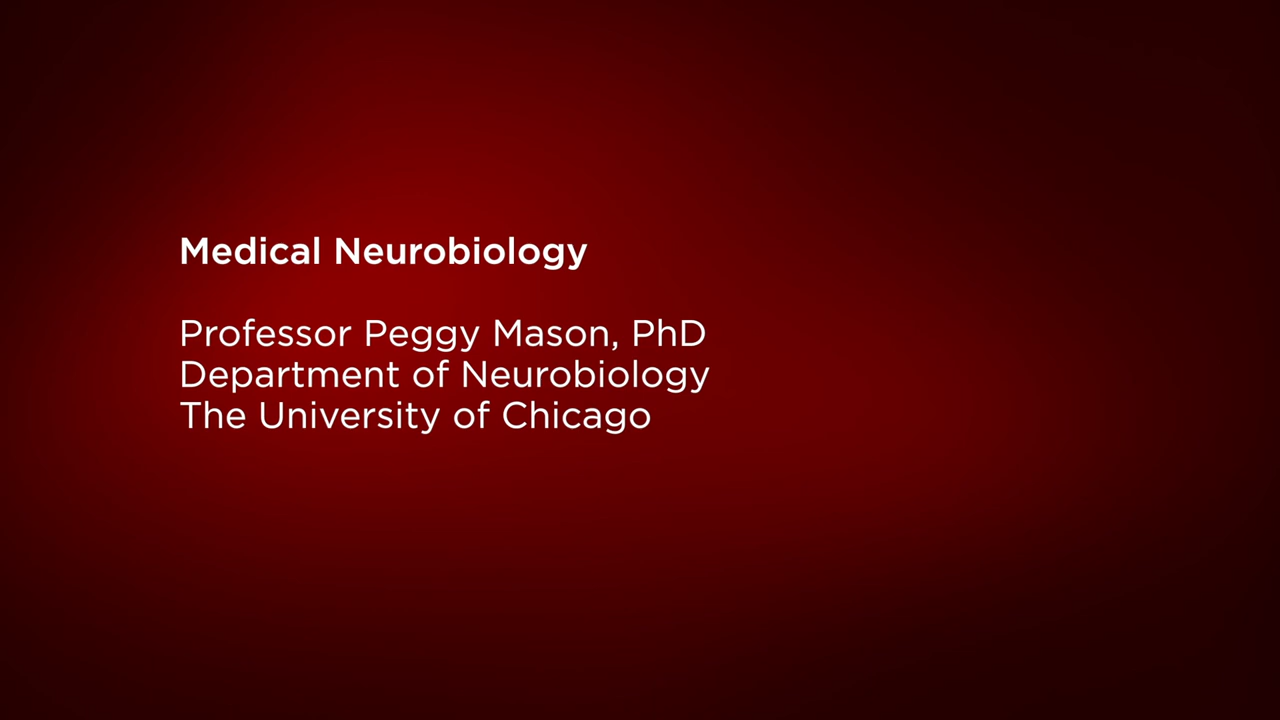 Medical Neurobiology
Professor Peggy Mason, PhD
Department of Neurobiology
The University of Chicago